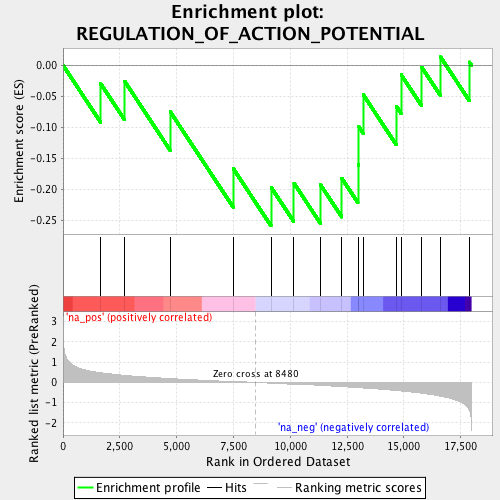 Enrichment plot:
REGULATION_OF_ACTION_POTENTIAL
Enrichment score (ES)
0.00
-0.05
-0.10
-0.15
-0.20
-0.25
'na_pos' (positively correlated)
Ranked list metric (PreRanked)
3
2
1
0
-1
-2
Zero cross at 8480
'na_neg' (negatively correlated)
0 2,500 5,000 7,500 10,000 12,500 15,000 17,500
Rank in Ordered Dataset
Enrichment profile Hits Ranking metric scores